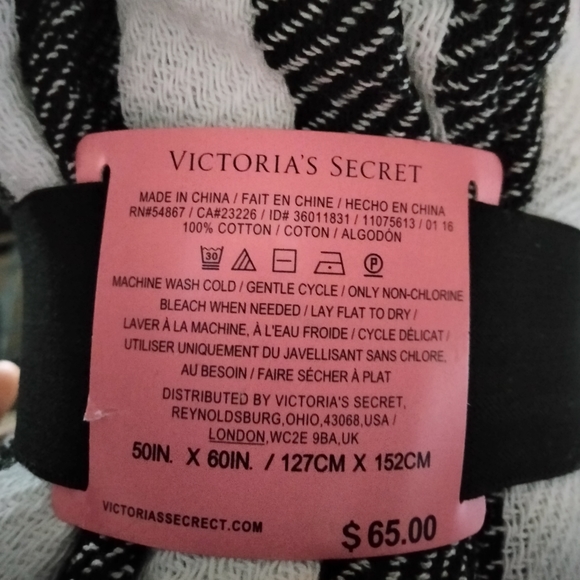 VICTORIA'S SECRET
MADE IN CHINA / FAIT EN CHINE / HECHO EN CHINA
RN#54867 / CA#23226 / ID# 36011831 / 11075613 / 01 16
100% COTTON / COTON / ALGODÓN
30
P
MACHINE WASH COLD / GENTLE CYCLE / ONLY NON-CHLORINE
BLEACH WHEN NEEDED / LAY FLAT TO DRY /
LAVER À LA MACHINE, À L'EAU FROIDE / CYCLE DÉLICAT /
UTILISER UNIQUEMENT DU JAVELLISANT SANS CHLORE,
AU BESOIN / FAIRE SÉCHER À PLAT
DISTRIBUTED BY VICTORIA'S SECRET,
REYNOLDSBURG,OHIO,43068,USA /
LONDON,WC2E 9BA,UK
50IN. X 60IN. / 127CM X 152CM
VICTORIASSECRECT.COM
$ 65.00